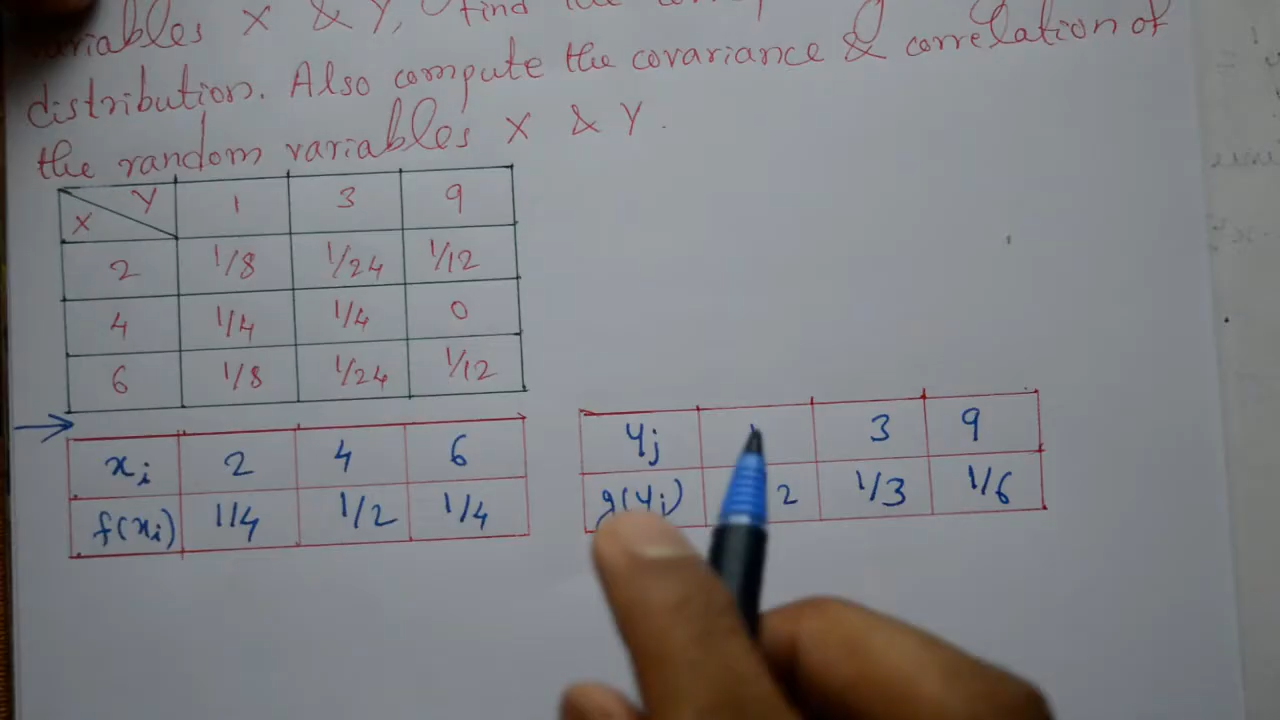 variables X & Y, find the
distribution. Also compute the covariance & correlation of
the random variables X & Y.
X Y 1 3 9
2 1/8 1/24 1/12
4 1/4 1/4 0
6 1/8 1/24 1/12
xi 2 4 6
f(xi) 1/4 1/2 1/4
yj 3 9
g(yj) 2 1/3 1/6